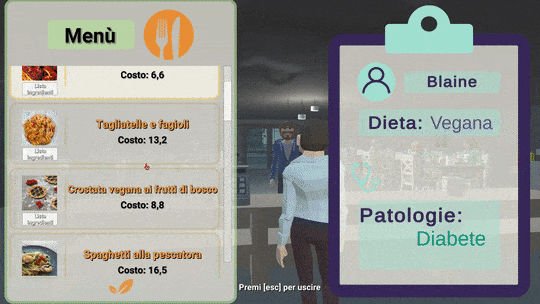 Menù
Costo: 6,6
Lista
Ingredienti
Tagliatelle e fagioli
Costo: 13,2
Lista
Ingredienti
Crostata vegana ai frutti di bosco
Costo: 8,8
Lista
Ingredienti
Spaghetti alla pescatora
Costo: 16,5
Premi [esc] per uscire
Blaine
Dieta: Vegana
Patologie:
Diabete